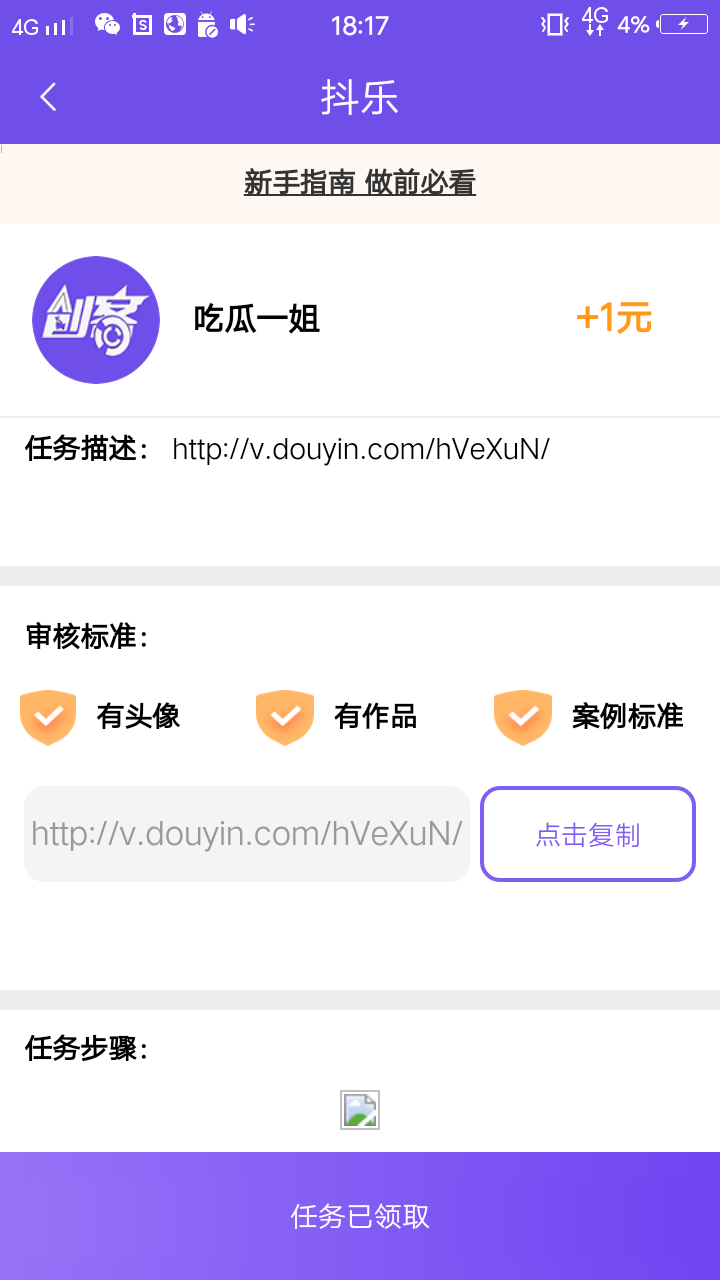 4G 18:17 4G 4%
抖乐
新手指南 做前必看
创客 吃瓜一姐 +1元
任务描述： http://v.douyin.com/hVeXuN/
审核标准：
有头像 有作品 案例标准
http://v.douyin.com/hVeXuN/ 点击复制
任务步骤：
任务已领取